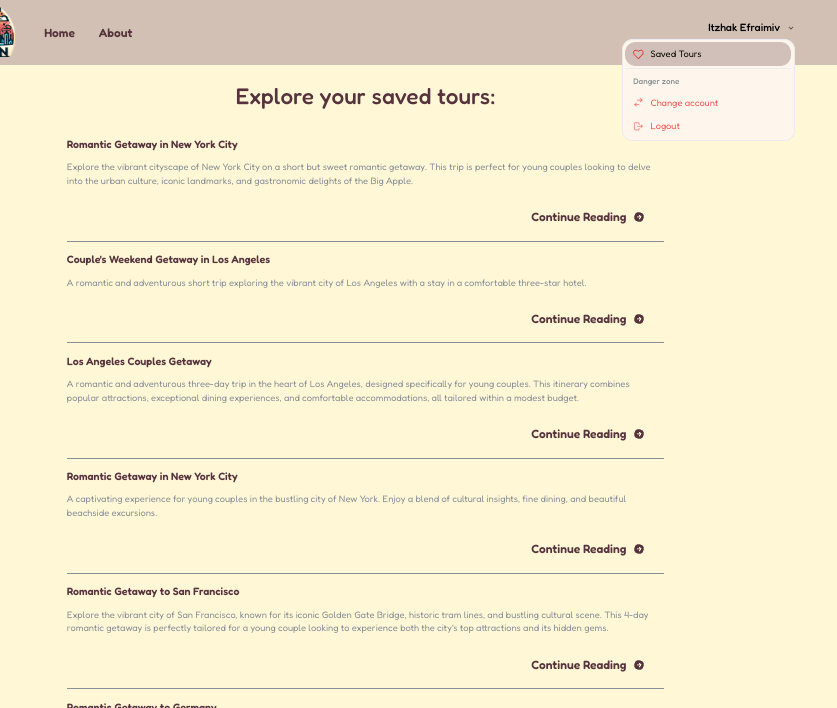 N
Home
About
Itzhak Efraimiv
Saved Tours
Danger zone
Change account
Logout
Explore your saved tours:
Romantic Getaway in New York City
Explore the vibrant cityscape of New York City on a short but sweet romantic getaway. This trip is perfect for young couples looking to delve
into the urban culture, iconic landmarks, and gastronomic delights of the Big Apple.
Continue Reading
Couple's Weekend Getaway in Los Angeles
A romantic and adventurous short trip exploring the vibrant city of Los Angeles with a stay in a comfortable three-star hotel.
Continue Reading
Los Angeles Couples Getaway
A romantic and adventurous three-day trip in the heart of Los Angeles, designed specifically for young couples. This itinerary combines
popular attractions, exceptional dining experiences, and comfortable accommodations, all tailored within a modest budget.
Continue Reading
Romantic Getaway in New York City
A captivating experience for young couples in the bustling city of New York. Enjoy a blend of cultural insights, fine dining, and beautiful
beachside excursions.
Continue Reading
Romantic Getaway to San Francisco
Explore the vibrant city of San Francisco, known for its iconic Golden Gate Bridge, historic tram lines, and bustling cultural scene. This 4-day
romantic getaway is perfectly tailored for a young couple looking to experience both the city's top attractions and its hidden gems.
Continue Reading
Romantic Getaway to Germany